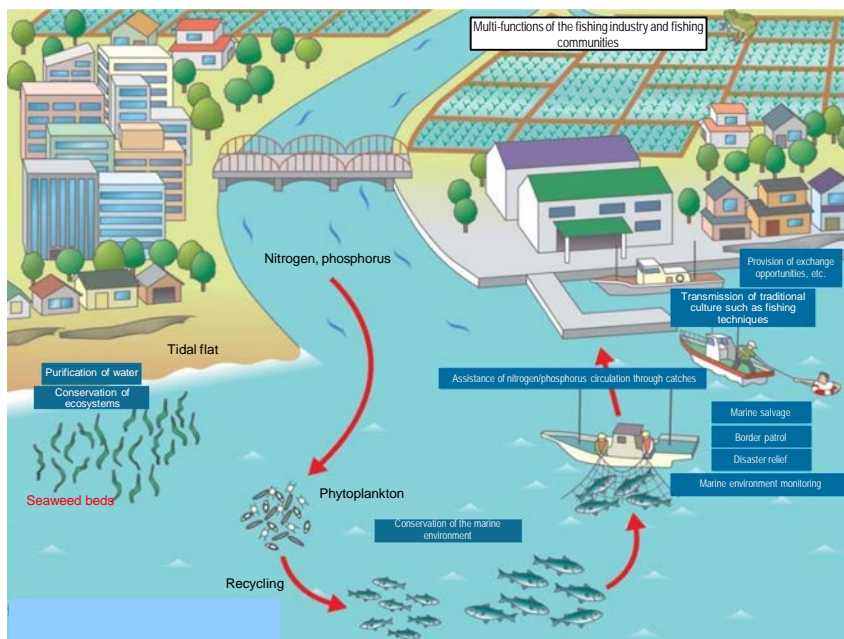 Multi-functions of the fishing industry and fishing
communities
Nitrogen, phosphorus
Provision of exchange
opportunities, etc.
Transmission of traditional
culture such as fishing
techniques
Tidal flat
Purification of water
Conservation of
ecosystems
Assistance of nitrogen/phosphorus circulation through catches
Marine salvage
Border patrol
Disaster relief
Marine environment monitoring
Seaweed beds
Phytoplankton
Conservation of the marine
environment
Recycling